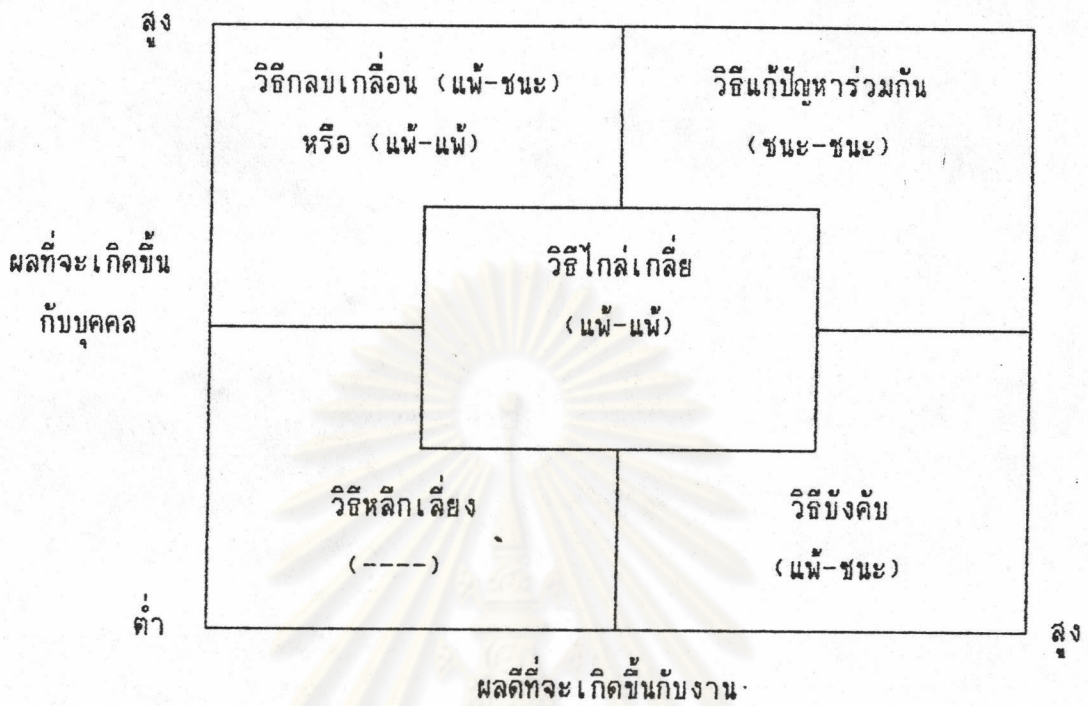 สูง
วิธีกลบเกลื่อน (แพ้-ชนะ)
หรือ (แพ้-แพ้)
วิธีแก้ปัญหาร่วมกัน
(ชนะ-ชนะ)
ผลที่จะเกิดขึ้น
กับบุคคล
วิธีไกล่เกลี่ย
(แพ้-แพ้)
วิธีหลีกเลี่ยง
(----)
วิธีบังคับ
(แพ้-ชนะ)
ต่ำ
สูง
ผลดีที่จะเกิดขึ้นกับงาน